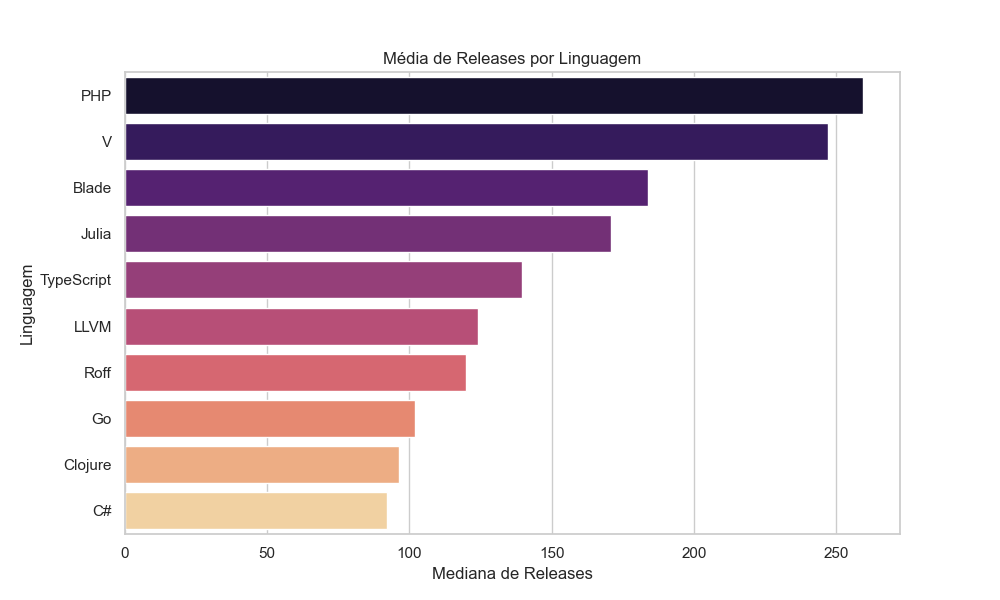 Média de Releases por Linguagem
PHP
V
Blade
Julia
TypeScript
LLVM
Roff
Go
Clojure
C#
Linguagem
0 50 100 150 200 250
Mediana de Releases